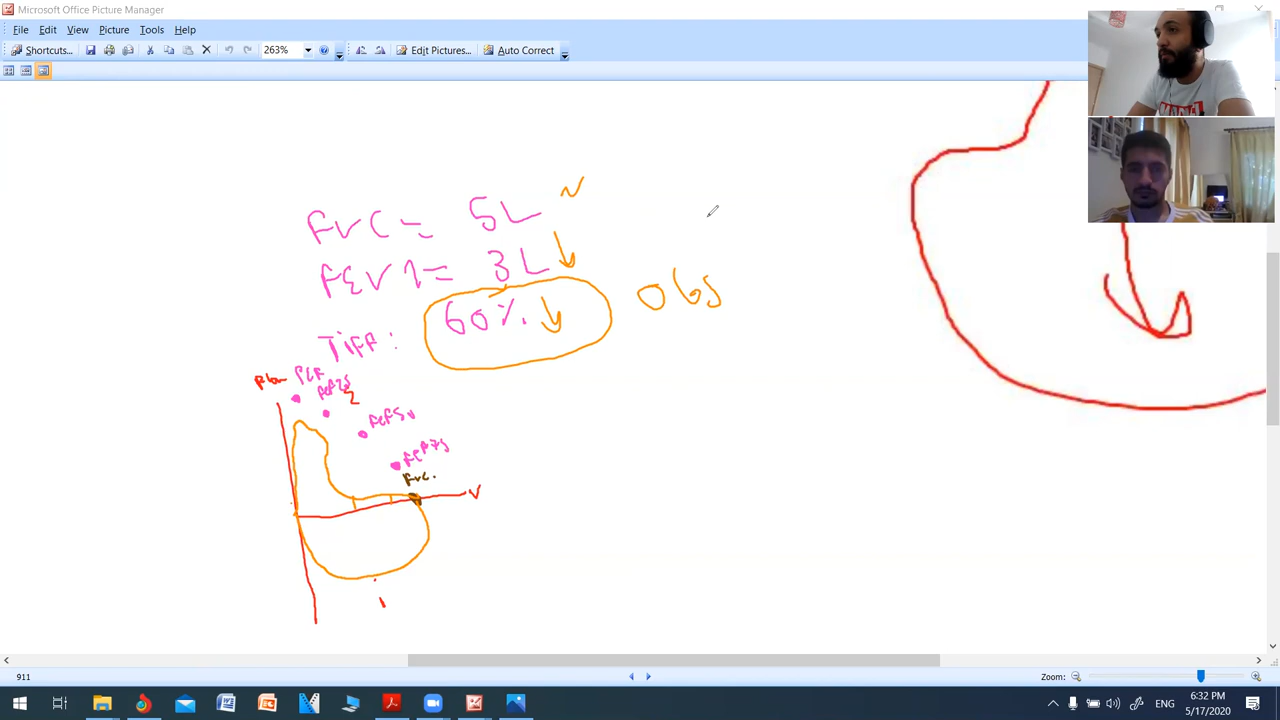 Microsoft Office Picture Manager
File Edit View Picture Tools Help
Shortcuts... 263% Edit Pictures... Auto Correct
FVC = 5L N
FEV1 = 3L ↓
Tiff: 60% ↓ Obs
Flow PEF
FEF25
FEF50
FEF75
FVC.
V
911 Zoom:
ENG 6:32 PM
5/17/2020